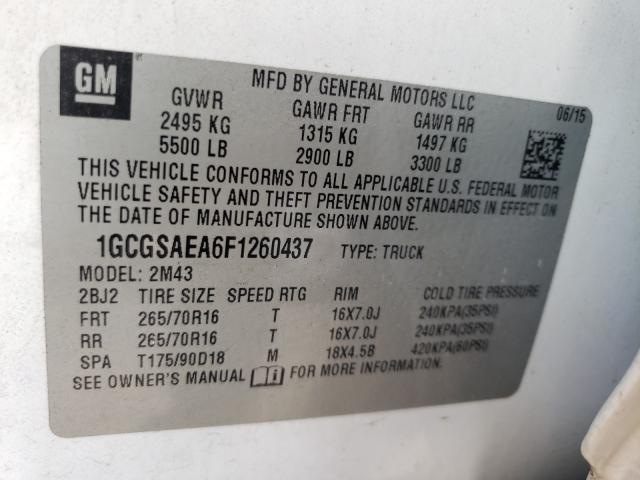 GM
MFD BY GENERAL MOTORS LLC
06/15
GVWR GAWR FRT GAWR RR
2495 KG 1315 KG 1497 KG
5500 LB 2900 LB 3300 LB
THIS VEHICLE CONFORMS TO ALL APPLICABLE U.S. FEDERAL MOTOR
VEHICLE SAFETY AND THEFT PREVENTION STANDARDS IN EFFECT ON
THE DATE OF MANUFACTURE SHOWN ABOVE.
1GCGSAEA6F1260437 TYPE: TRUCK
MODEL: 2M43
2BJ2 TIRE SIZE SPEED RTG RIM COLD TIRE PRESSURE
FRT 265/70R16 T 16X7.0J 240KPA(35PSI)
RR 265/70R16 T 16X7.0J 240KPA(35PSI)
SPA T175/90D18 M 18X4.5B 420KPA(60PSI)
SEE OWNER'S MANUAL FOR MORE INFORMATION.